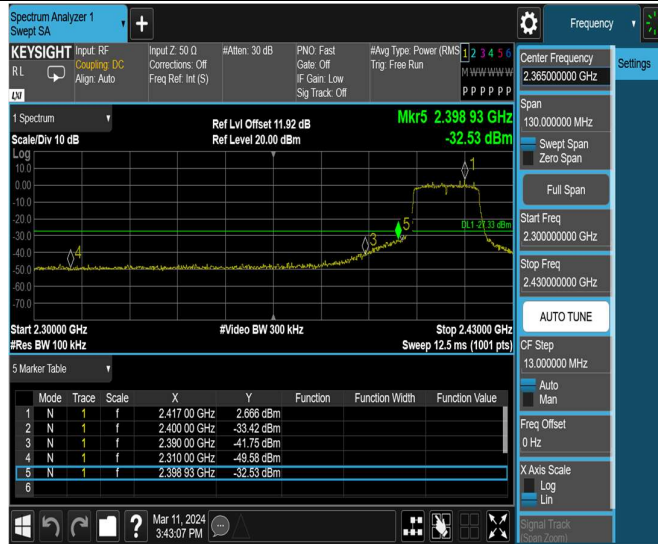 Spectrum Analyzer 1
Swept SA
Frequency
KEYSIGHT
RL
LXI
Input: RF
Coupling: DC
Align: Auto
Input Z: 50 Ω
Corrections: Off
Freq Ref: Int (S)
#Atten: 30 dB
PNO: Fast
Gate: Off
IF Gain: Low
Sig Track: Off
#Avg Type: Power (RMS
Trig: Free Run
1 2 3 4 5 6
M W W W W W
P P P P P P
1 Spectrum
Scale/Div 10 dB
Ref Lvl Offset 11.92 dB
Ref Level 20.00 dBm
Mkr5 2.398 93 GHz
-32.53 dBm
Log
10.0
0.00
-10.0
-20.0
-30.0
-40.0
-50.0
-60.0
-70.0
1
3
4
5
DL1 -27.33 dBm
Start 2.30000 GHz
#Video BW 300 kHz
Stop 2.43000 GHz
#Res BW 100 kHz
Sweep 12.5 ms (1001 pts)
5 Marker Table
Mode Trace Scale X Y Function Function Width Function Value
1 N 1 f 2.417 00 GHz 2.666 dBm
2 N 1 f 2.400 00 GHz -33.42 dBm
3 N 1 f 2.390 00 GHz -41.75 dBm
4 N 1 f 2.310 00 GHz -49.58 dBm
5 N 1 f 2.398 93 GHz -32.53 dBm
6
Mar 11, 2024
3:43:07 PM
Center Frequency
2.365000000 GHz
Settings
Span
130.000000 MHz
Swept Span
Zero Span
Full Span
Start Freq
2.300000000 GHz
Stop Freq
2.430000000 GHz
AUTO TUNE
CF Step
13.000000 MHz
Auto
Man
Freq Offset
0 Hz
X Axis Scale
Log
Lin
Signal Track
(Span Zoom)